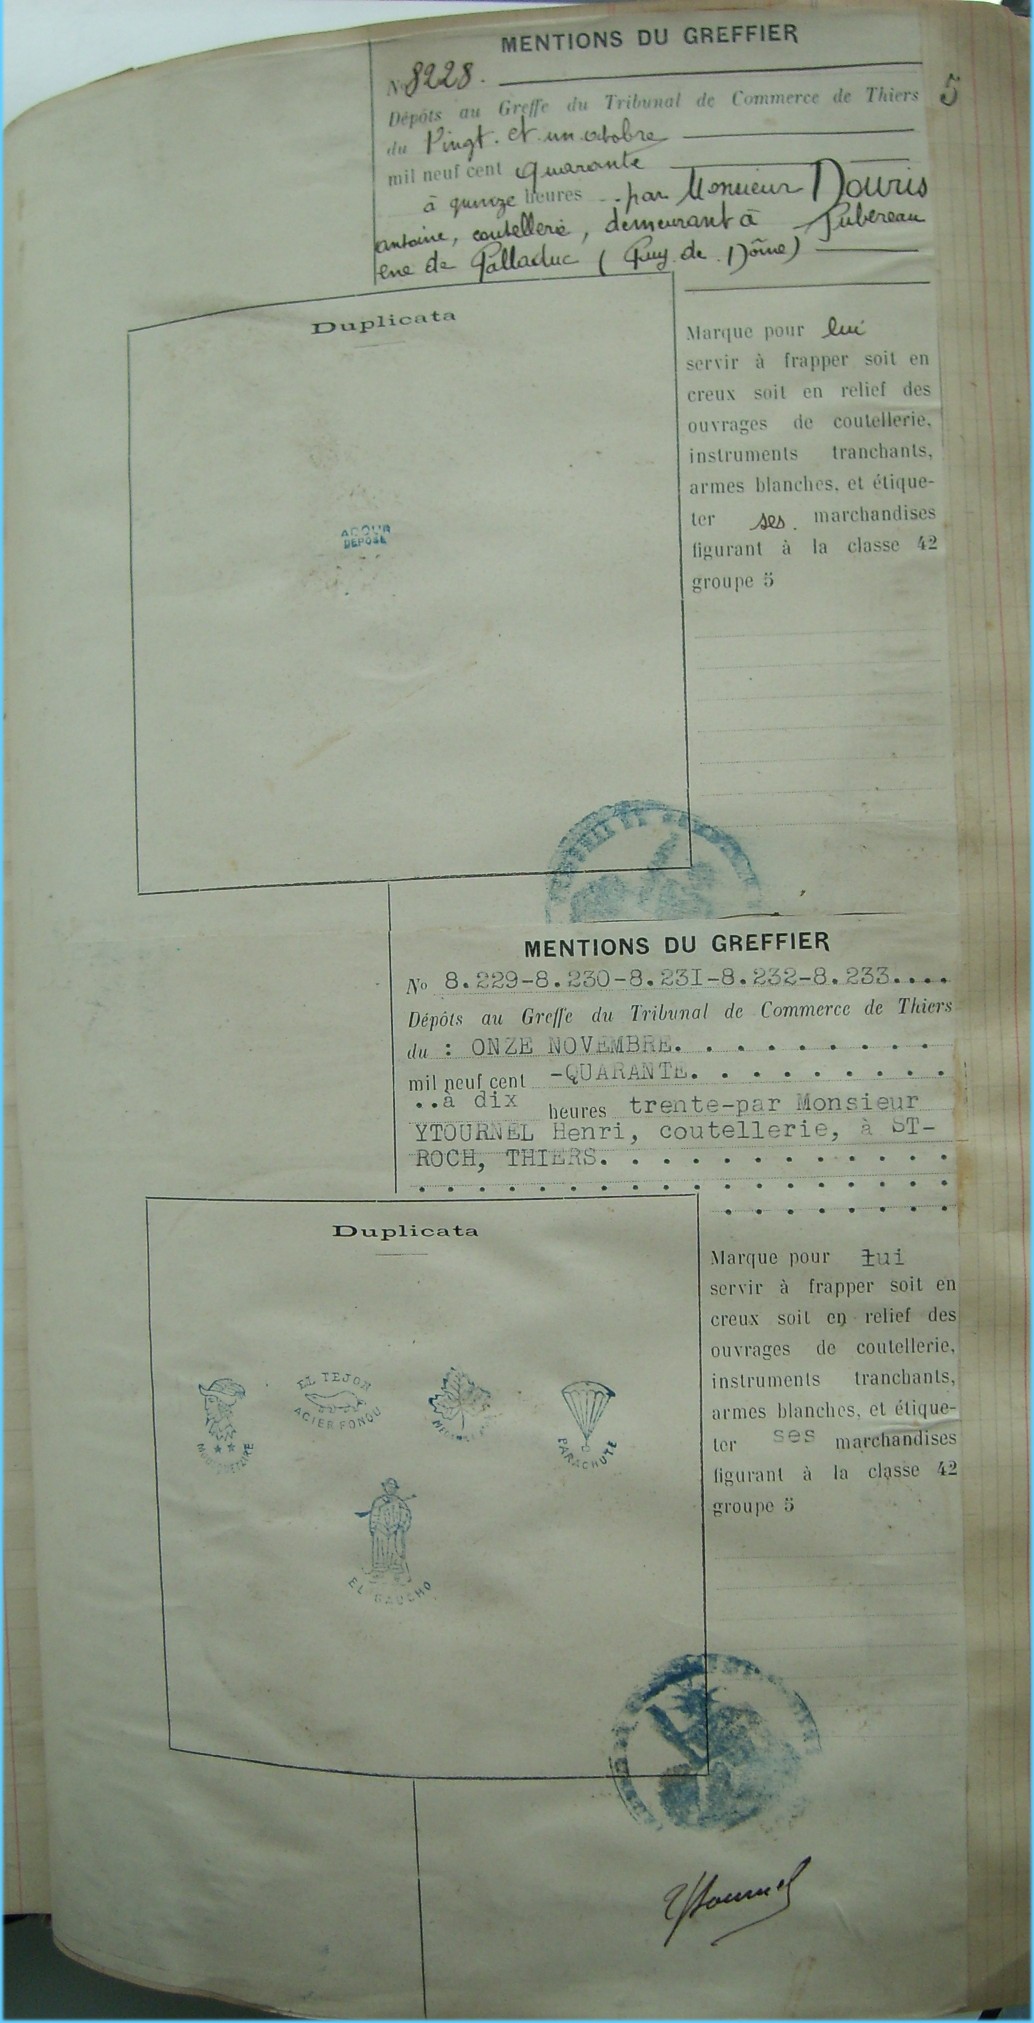 MENTIONS DU GREFFIER
5
No 8228.
Dépôts au Greffe du Tribunal de Commerce de Thiers
du Vingt. et un octobre
mil neuf cent quarante
à quinze heures .. par Monsieur Douris
antoine, coutellerie, demeurant à
ene de Palladuc ( Puy de Dôme)
Duplicata
Marque pour lui
servir à frapper soit en
creux soit en relief des
ouvrages de coutellerie,
instruments tranchants,
armes blanches, et étique-
ter ses. marchandises
figurant à la classe 42
groupe 5
ADOUR
DEPOSE
MENTIONS DU GREFFIER
No 8.229-8.230-8.231-8.232-8.233....
Dépôts au Greffe du Tribunal de Commerce de Thiers
du : ONZE NOVEMBRE. . . . . . . . . .
mil neuf cent -QUARANTE. . . . . . . . . .
..à dix heures trente-par Monsieur
YTOURNEL Henri, coutellerie, à ST-
ROCH, THIERS. . . . . . . . . . . . .
Duplicata
Marque pour lui
servir à frapper soit en
creux soit en relief des
ouvrages de coutellerie,
instruments tranchants,
armes blanches, et étique-
ter ses marchandises
figurant à la classe 42
groupe 5
MOUSQUETAIRE
EL TEJON
ACIER FONDU
PARACHUTE
EL GAUCHO
Ytournel